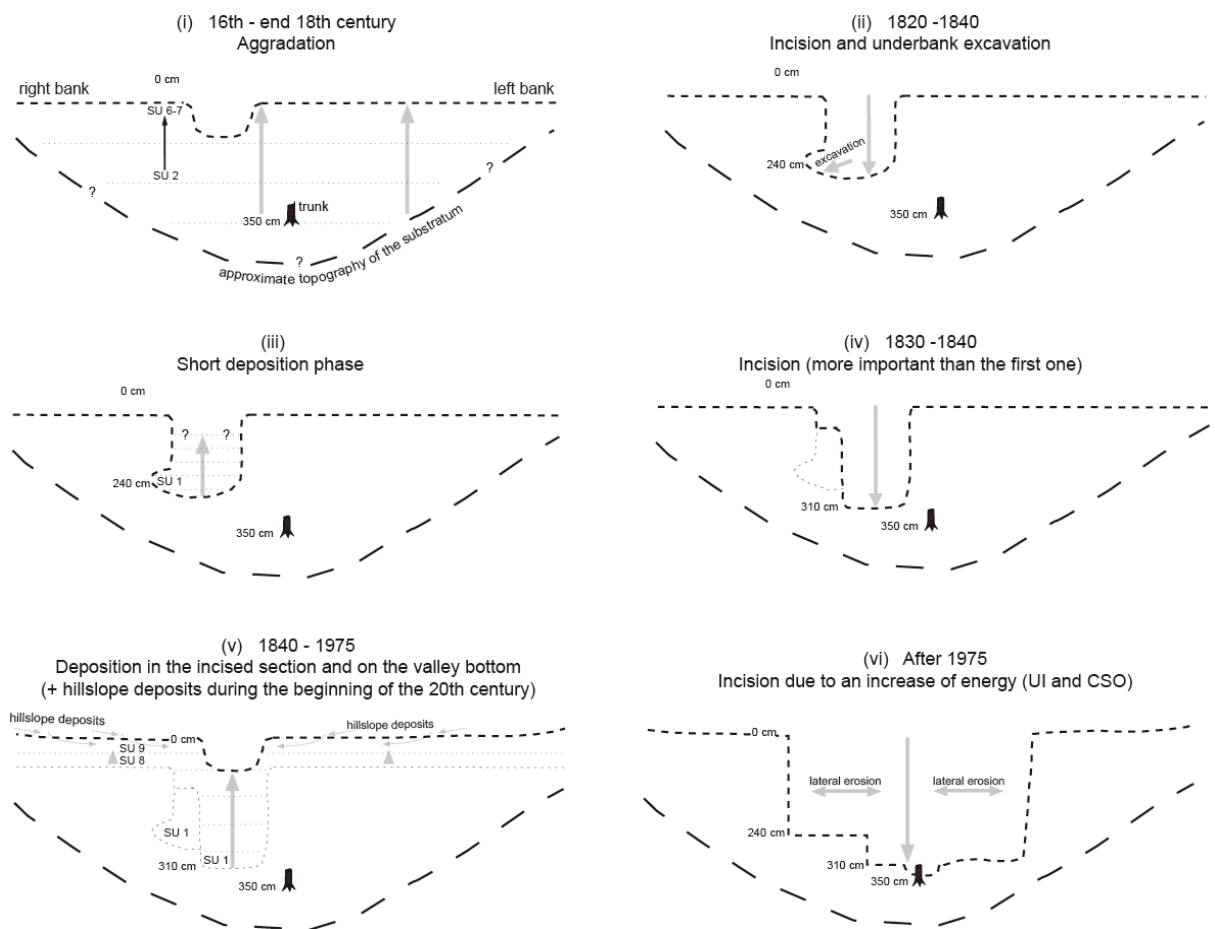 (i) 16th - end 18th century
Aggradation
0 cm
right bank
left bank
SU 6-7
SU 2
?
?
trunk
350 cm
?
approximate topography of the substratum
(ii) 1820 -1840
Incision and underbank excavation
0 cm
excavation
240 cm
350 cm
(iii)
Short deposition phase
0 cm
? ?
240 cm
SU 1
350 cm
(iv) 1830 -1840
Incision (more important than the first one)
0 cm
310 cm
350 cm
(v) 1840 - 1975
Deposition in the incised section and on the valley bottom
(+ hillslope deposits during the beginning of the 20th century)
hillslope deposits
hillslope deposits
0 cm
SU 9
SU 8
SU 1
310 cm
SU 1
350 cm
(vi) After 1975
Incision due to an increase of energy (UI and CSO)
0 cm
lateral erosion
lateral erosion
240 cm
310 cm
350 cm